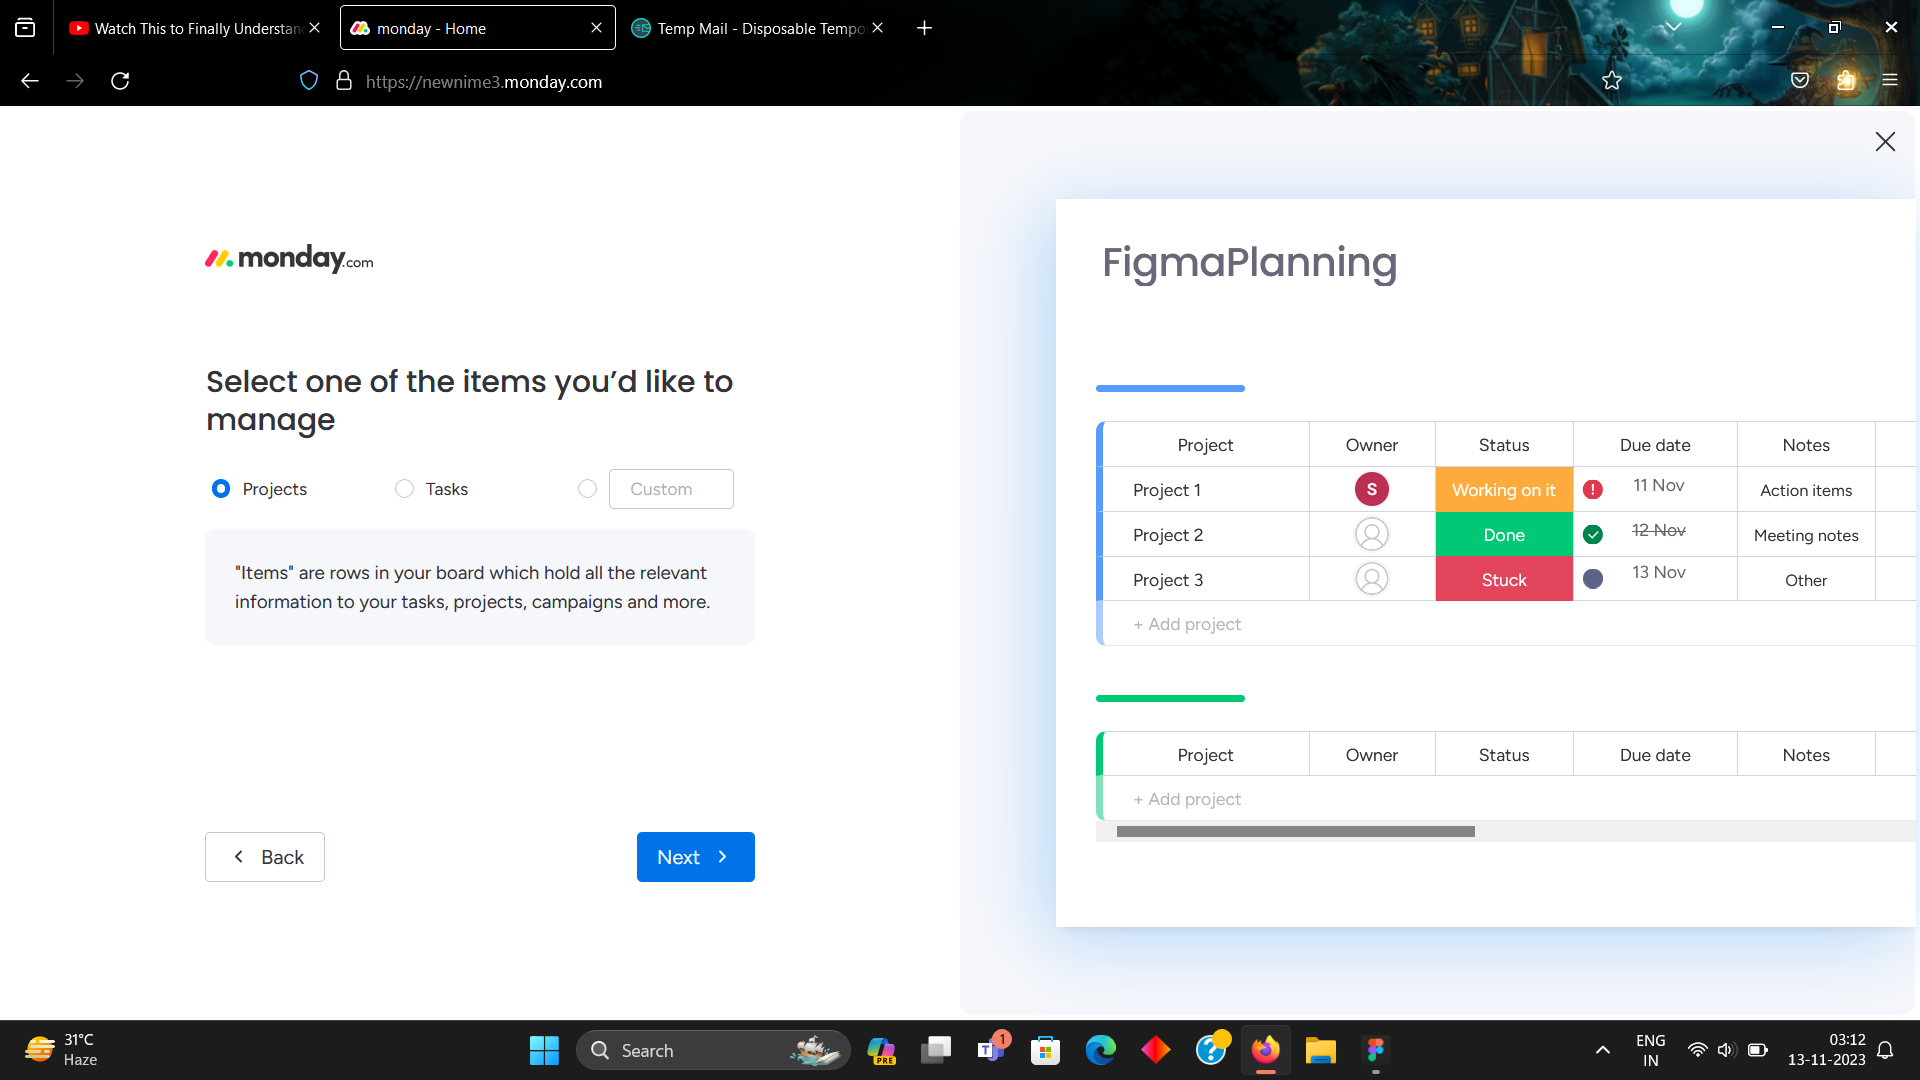 Watch This to Finally Understan
monday - Home
Temp Mail - Disposable Tempo
https://newnime3.monday.com
monday.com
Select one of the items you’d like to
manage
Projects
Tasks
Custom
"Items" are rows in your board which hold all the relevant
information to your tasks, projects, campaigns and more.
Back
Next
FigmaPlanning
Project Owner Status Due date Notes
Project 1 S Working on it ! 11 Nov Action items
Project 2 Done 12 Nov Meeting notes
Project 3 Stuck 13 Nov Other
+ Add project
Project Owner Status Due date Notes
+ Add project
31°C
Haze
Search
PRE
T
1
?
ENG
IN
03:12
13-11-2023